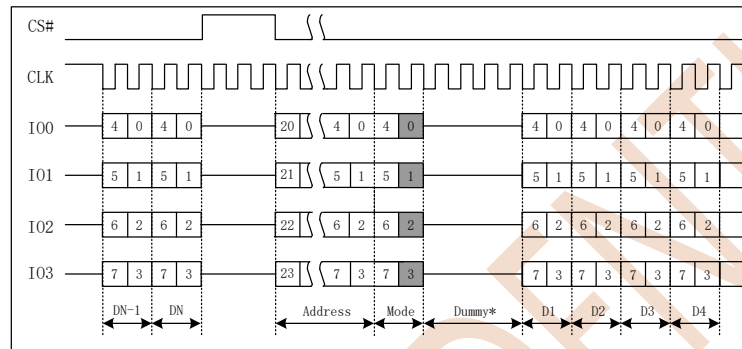 CS#
CLK
IO0 4 0 4 0 20 4 0 4 0 4 0 4 0 4 0 4 0
IO1 5 1 5 1 21 5 1 5 1 5 1 5 1 5 1 5 1
IO2 6 2 6 2 22 6 2 6 2 6 2 6 2 6 2 6 2
IO3 7 3 7 3 23 7 3 7 3 7 3 7 3 7 3 7 3
DN-1 DN Address Mode Dummy* D1 D2 D3 D4